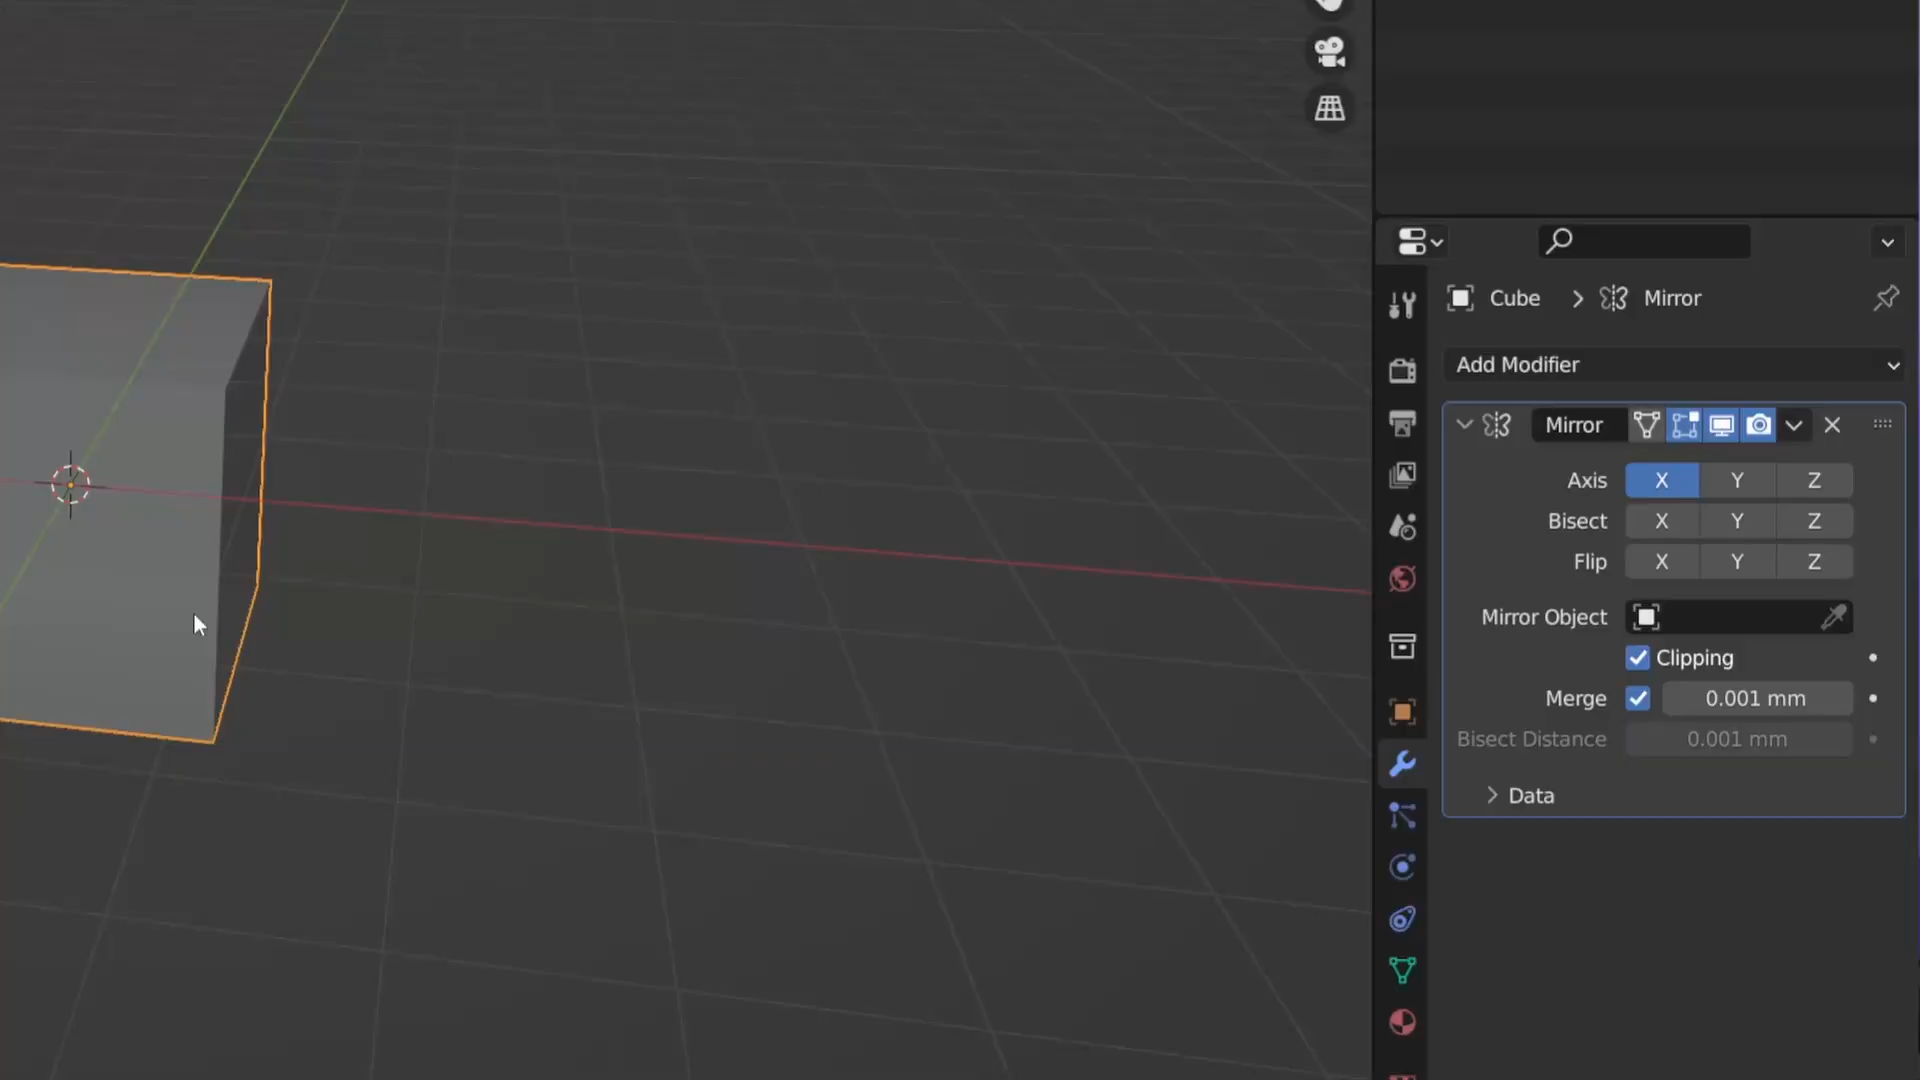 Cube > Mirror
Add Modifier
Mirror
Axis X Y Z
Bisect X Y Z
Flip X Y Z
Mirror Object
Clipping
Merge 0.001 mm
Bisect Distance 0.001 mm
Data